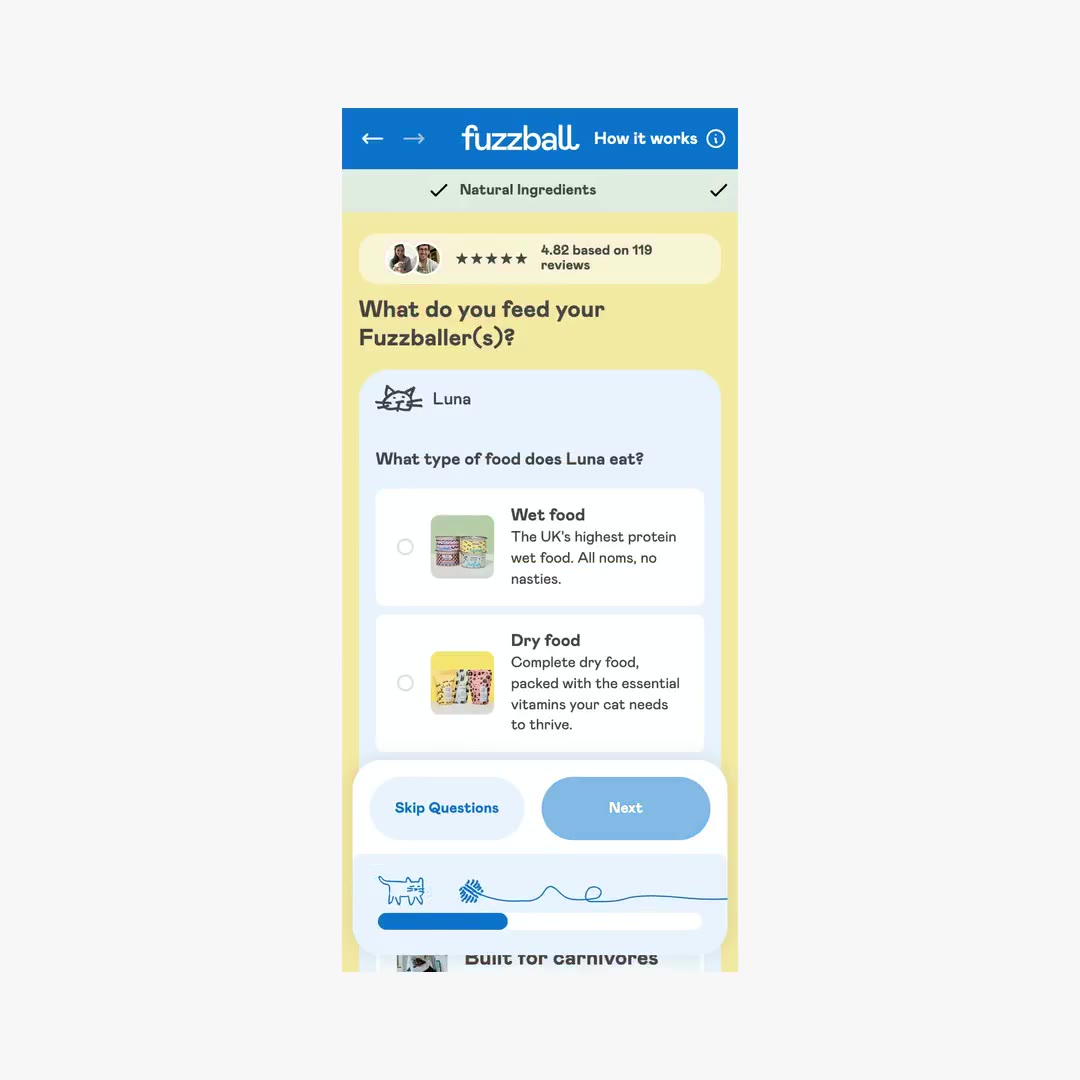 fuzzball
How it works
Natural Ingredients
4.82 based on 119
reviews
What do you feed your
Fuzzballer(s)?
Luna
What type of food does Luna eat?
Wet food
The UK's highest protein
wet food. All noms, no
nasties.
Dry food
Complete dry food,
packed with the essential
vitamins your cat needs
to thrive.
Skip Questions
Next
Built for carnivores